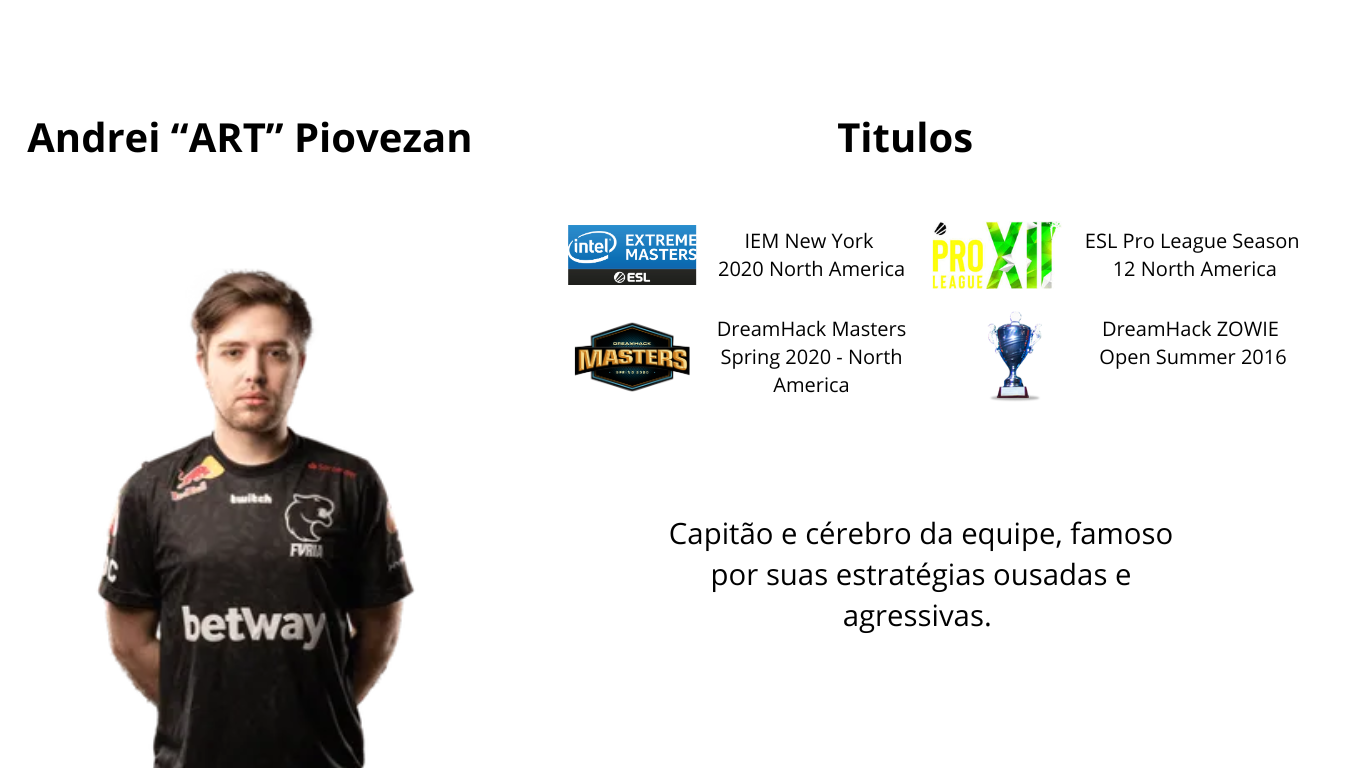 Andrei “ART” Piovezan
Titulos
intel
EXTREME
MASTERS
ESL
IEM New York
2020 North America
PRO
LEAGUE
XII
ESL Pro League Season
12 North America
DREAMHACK
MASTERS
SPRING 2020
DreamHack Masters
Spring 2020 - North
America
DreamHack ZOWIE
Open Summer 2016
Capitão e cérebro da equipe, famoso
por suas estratégias ousadas e
agressivas.
Red Bull
twitch
FURIA
betway